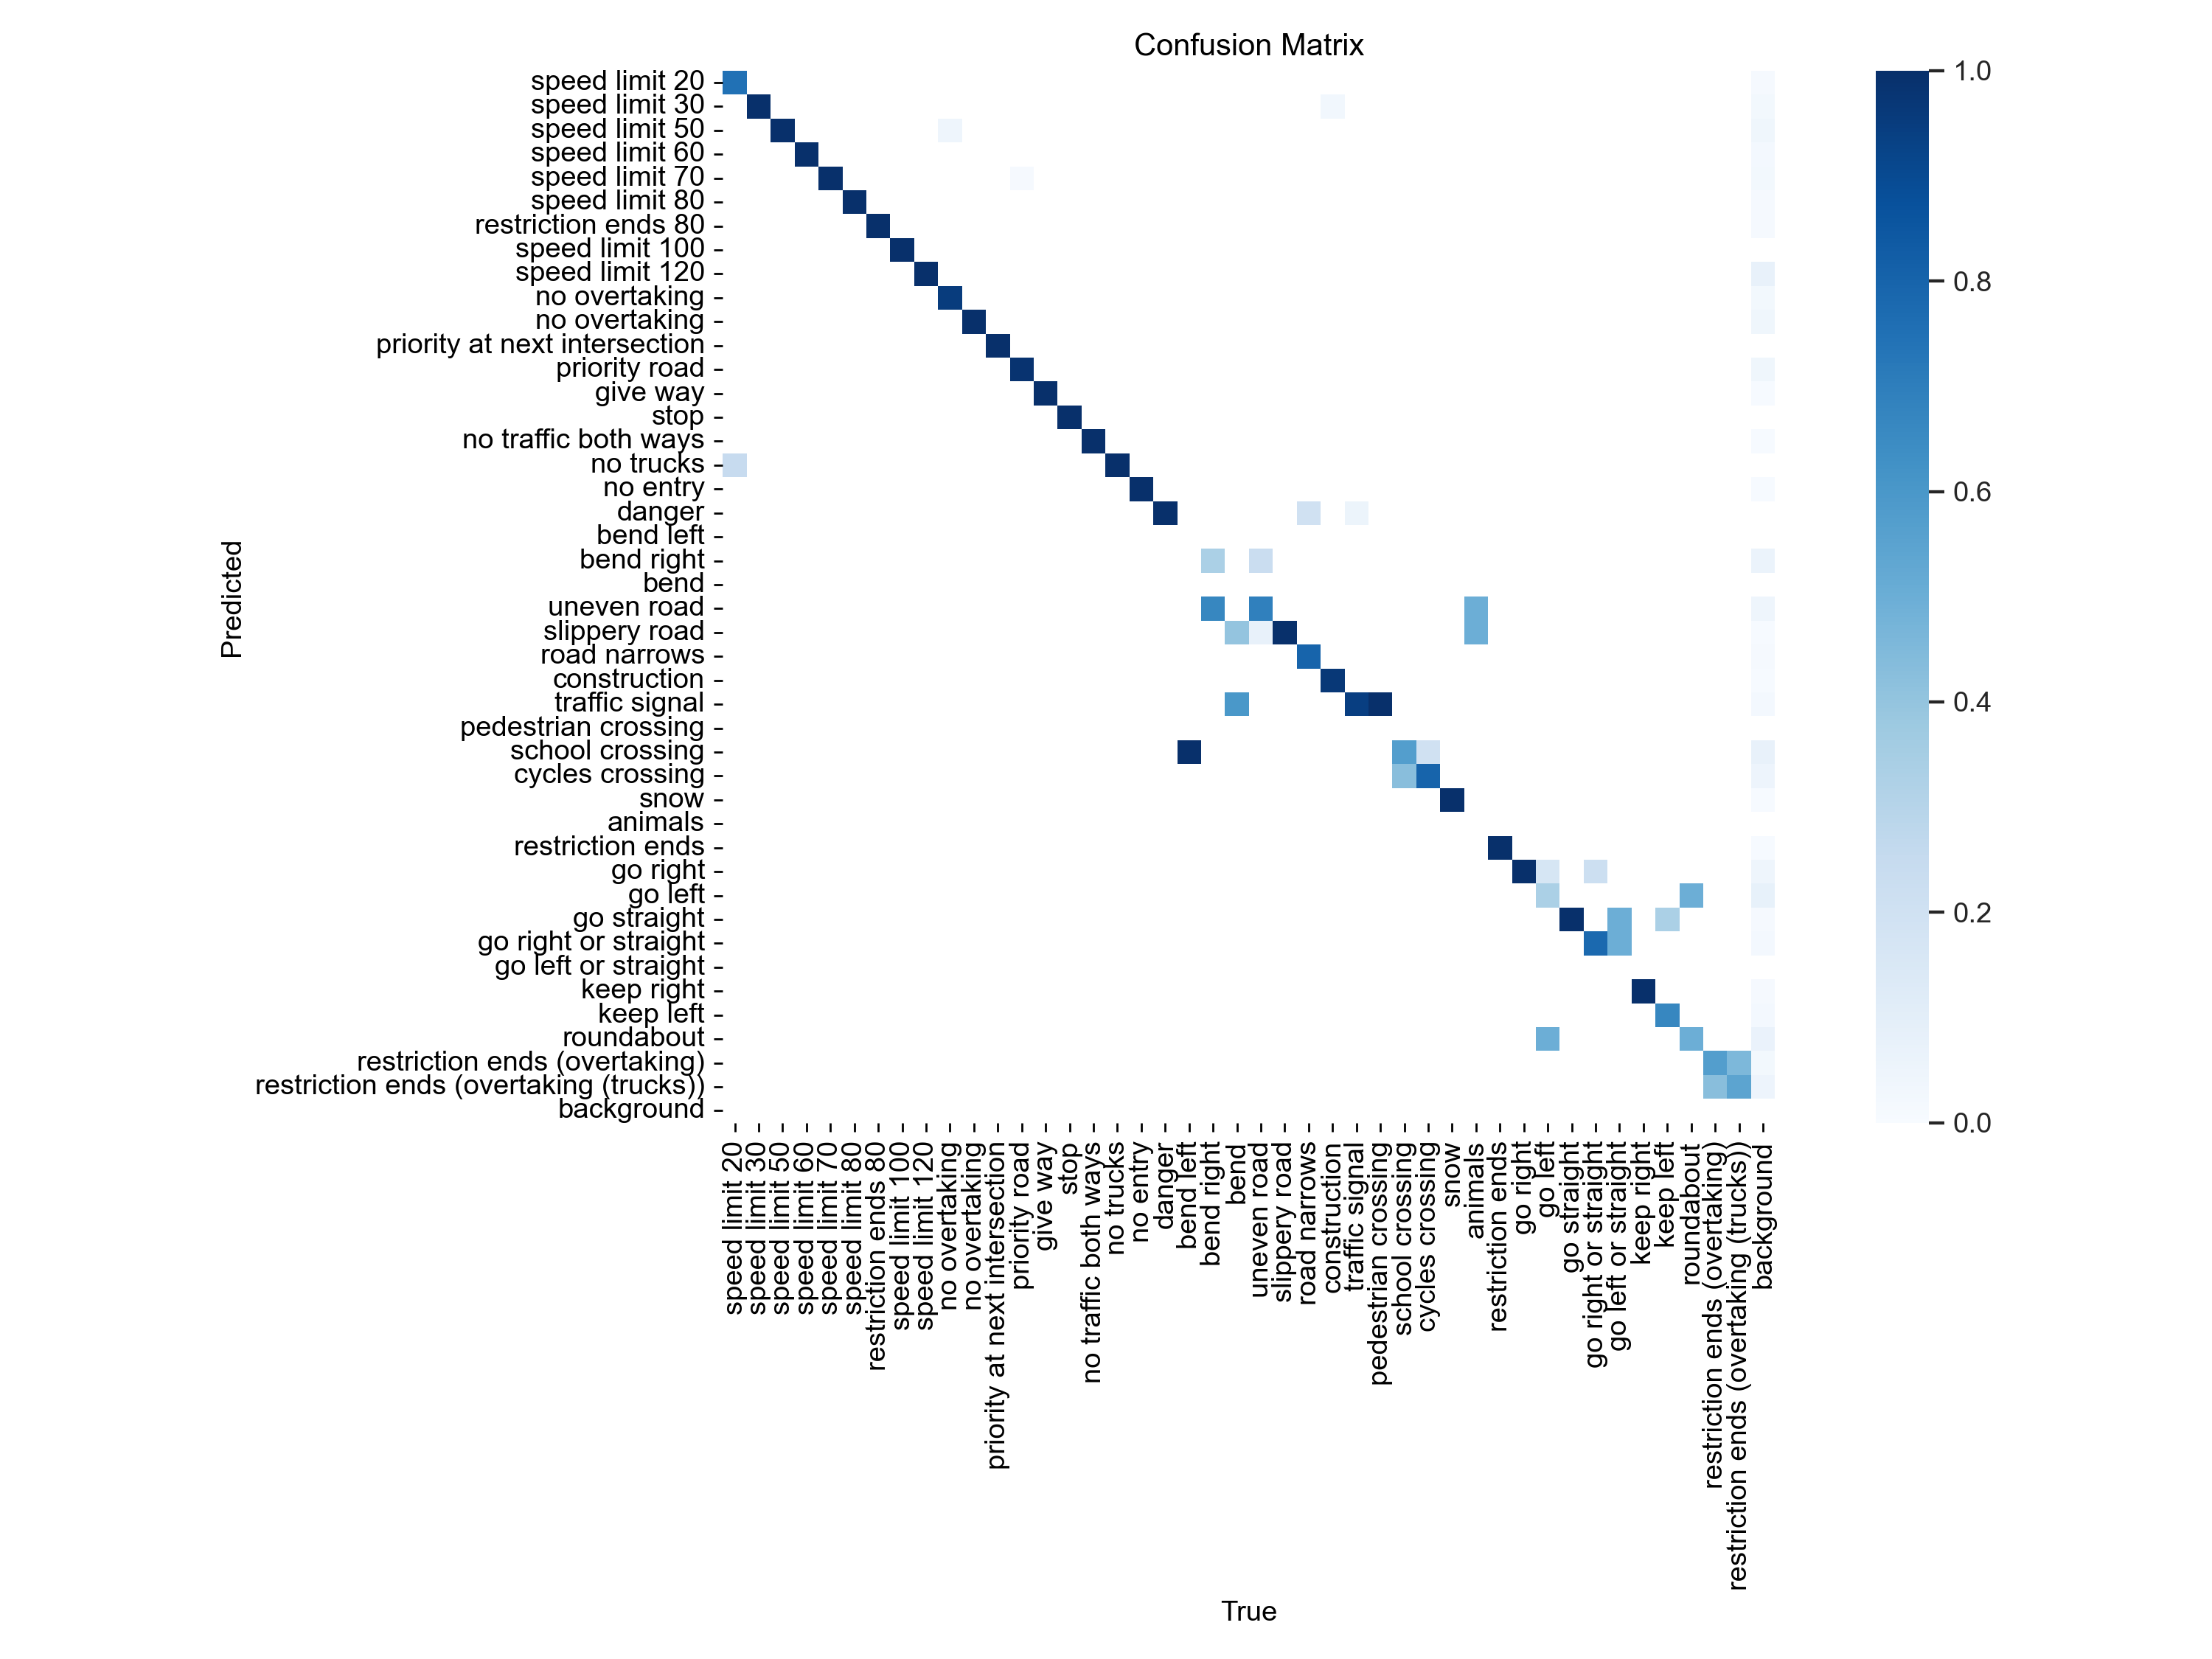 Confusion Matrix
speed limit 20
speed limit 30
speed limit 50
speed limit 60
speed limit 70
speed limit 80
restriction ends 80
speed limit 100
speed limit 120
no overtaking
no overtaking
priority at next intersection
priority road
give way
stop
no traffic both ways
no trucks
no entry
danger
bend left
bend right
bend
uneven road
slippery road
road narrows
construction
traffic signal
pedestrian crossing
school crossing
cycles crossing
snow
animals
restriction ends
go right
go left
go straight
go right or straight
go left or straight
keep right
keep left
roundabout
restriction ends (overtaking)
restriction ends (overtaking (trucks))
background
Predicted
speed limit 20
speed limit 30
speed limit 50
speed limit 60
speed limit 70
speed limit 80
restriction ends 80
speed limit 100
speed limit 120
no overtaking
no overtaking
priority at next intersection
priority road
give way
stop
no traffic both ways
no trucks
no entry
danger
bend left
bend right
bend
uneven road
slippery road
road narrows
construction
traffic signal
pedestrian crossing
school crossing
cycles crossing
snow
animals
restriction ends
go right
go left
go straight
go right or straight
go left or straight
keep right
keep left
roundabout
restriction ends (overtaking)
restriction ends (overtaking (trucks))
background
True
1.0
0.8
0.6
0.4
0.2
0.0